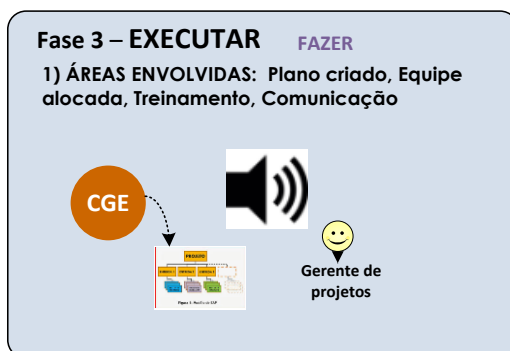 Fase 3 – EXECUTAR FAZER
1) ÁREAS ENVOLVIDAS: Plano criado, Equipe
alocada, Treinamento, Comunicação
CGE
PROJETO
Gerente de
projetos